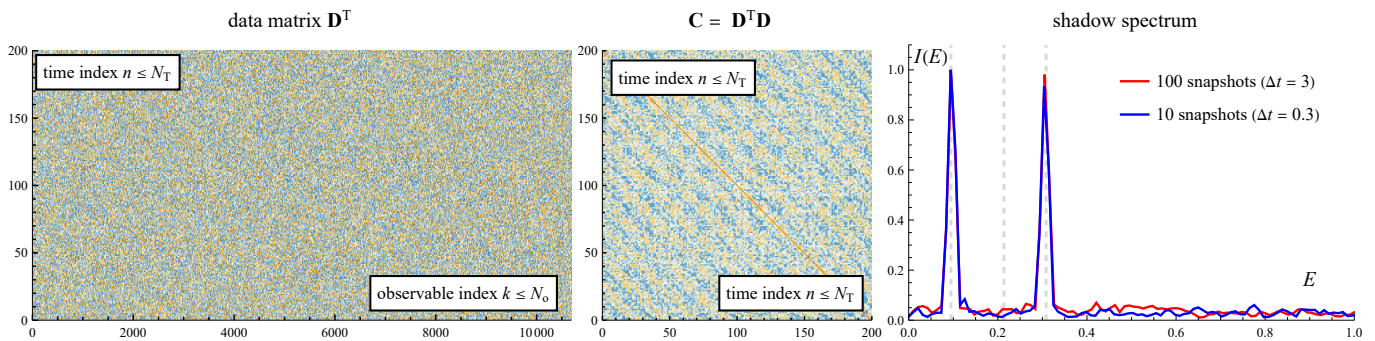 data matrix D^T
time index n ≤ N_T
observable index k ≤ N_o
200
150
100
50
0
0 2000 4000 6000 8000 10000
C = D^T D
time index n ≤ N_T
time index n ≤ N_T
200
150
100
50
0
0 50 100 150 200
shadow spectrum
I(E)
100 snapshots (Δt = 3)
10 snapshots (Δt = 0.3)
E
1.0
0.8
0.6
0.4
0.2
0.0
0.0 0.2 0.4 0.6 0.8 1.0